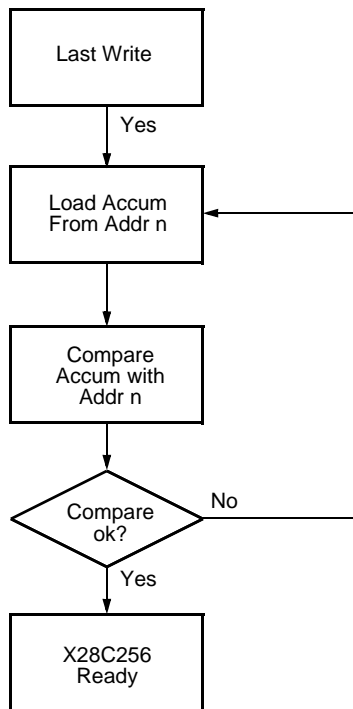 Last Write
Yes
Load Accum
From Addr n
Compare
Accum with
Addr n
Compare
ok?
No
Yes
X28C256
Ready